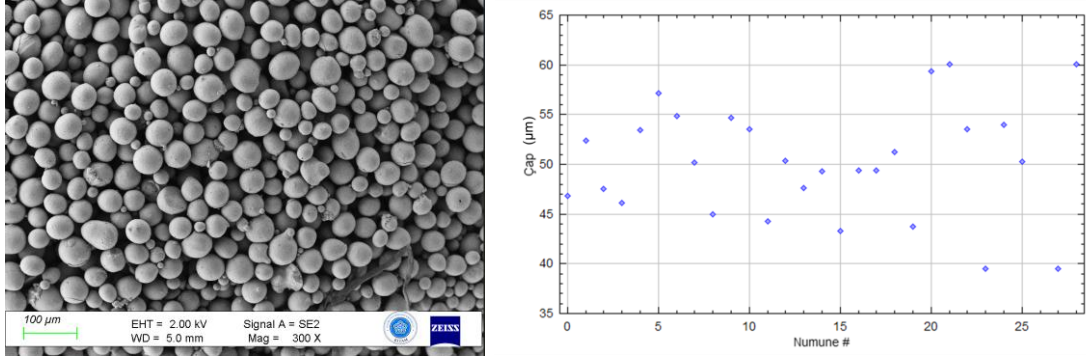 100 µm
EHT = 2.00 kV
WD = 5.0 mm
Signal A = SE2
Mag = 300 X
ZEISS
65
60
55
50
45
40
35
Çap (µm)
0 5 10 15 20 25
Numune #